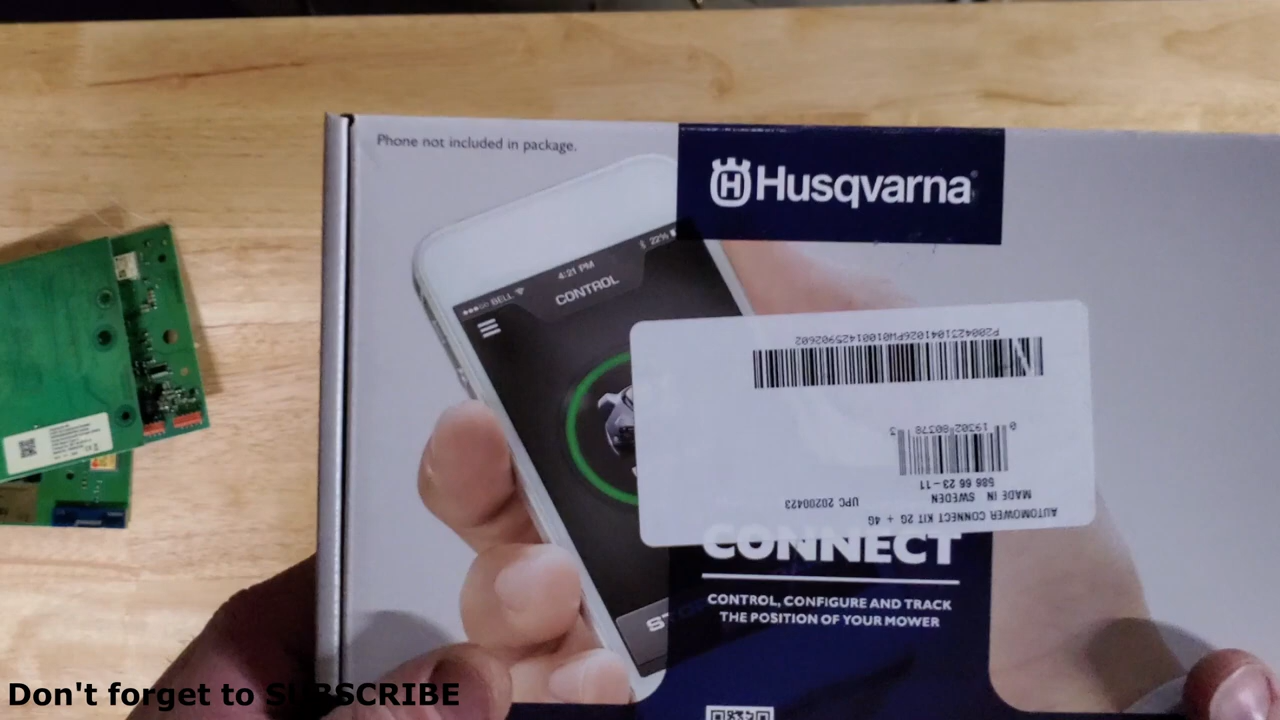 Phone not included in package.
Husqvarna
22%
BELL 4:21 PM
CONTROL
AUTOMOWER CONNECT KIT 2G + 4G
MADE IN SWEDEN UPC 20200423
586 66 23-11
0 19302 80378 3
CONNECT
CONTROL, CONFIGURE AND TRACK
THE POSITION OF YOUR MOWER
Don't forget to SUBSCRIBE